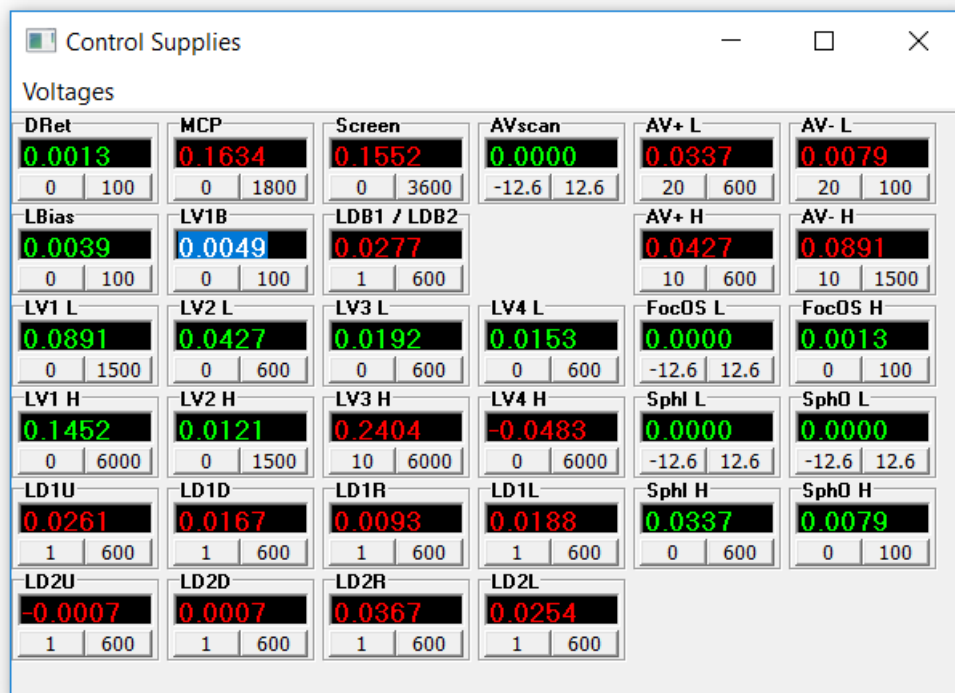 Control Supplies
Voltages
DRet MCP Screen AVscan AV+ L AV- L
0.0013 0.1634 0.1552 0.0000 0.0337 0.0079
0 100 0 1800 0 3600 -12.6 12.6 20 600 20 100
LBias LV1B LDB1 / LDB2 AV+ H AV- H
0.0039 0.0049 0.0277 0.0427 0.0891
0 100 0 100 1 600 10 600 10 1500
LV1 L LV2 L LV3 L LV4 L FocOS L FocOS H
0.0891 0.0427 0.0192 0.0153 0.0000 0.0013
0 1500 0 600 0 600 0 600 -12.6 12.6 0 100
LV1 H LV2 H LV3 H LV4 H SphI L SphO L
0.1452 0.0121 0.2404 -0.0483 0.0000 0.0000
0 6000 0 1500 10 6000 0 6000 -12.6 12.6 -12.6 12.6
LD1U LD1D LD1R LD1L SphI H SphO H
0.0261 0.0167 0.0093 0.0188 0.0337 0.0079
1 600 1 600 1 600 1 600 0 600 0 100
LD2U LD2D LD2R LD2L
-0.0007 0.0007 0.0367 0.0254
1 600 1 600 1 600 1 600